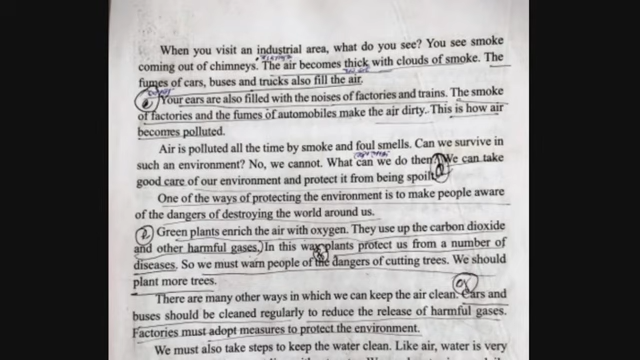 When you visit an industrial area, what do you see? You see smoke
coming out of chimneys. The air becomes thick with clouds of smoke. The
fumes of cars, buses and trucks also fill the air.
Your ears are also filled with the noises of factories and trains. The smoke
of factories and the fumes of automobiles make the air dirty. This is how air
becomes polluted.
Air is polluted all the time by smoke and foul smells. Can we survive in
such an environment? No, we cannot. What can we do then? We can take
good care of our environment and protect it from being spoilt.
One of the ways of protecting the environment is to make people aware
of the dangers of destroying the world around us.
Green plants enrich the air with oxygen. They use up the carbon dioxide
and other harmful gases. In this way plants protect us from a number of
diseases. So we must warn people of the dangers of cutting trees. We should
plant more trees.
There are many other ways in which we can keep the air clean. Cars and
buses should be cleaned regularly to reduce the release of harmful gases.
Factories must adopt measures to protect the environment.
We must also take steps to keep the water clean. Like air, water is very